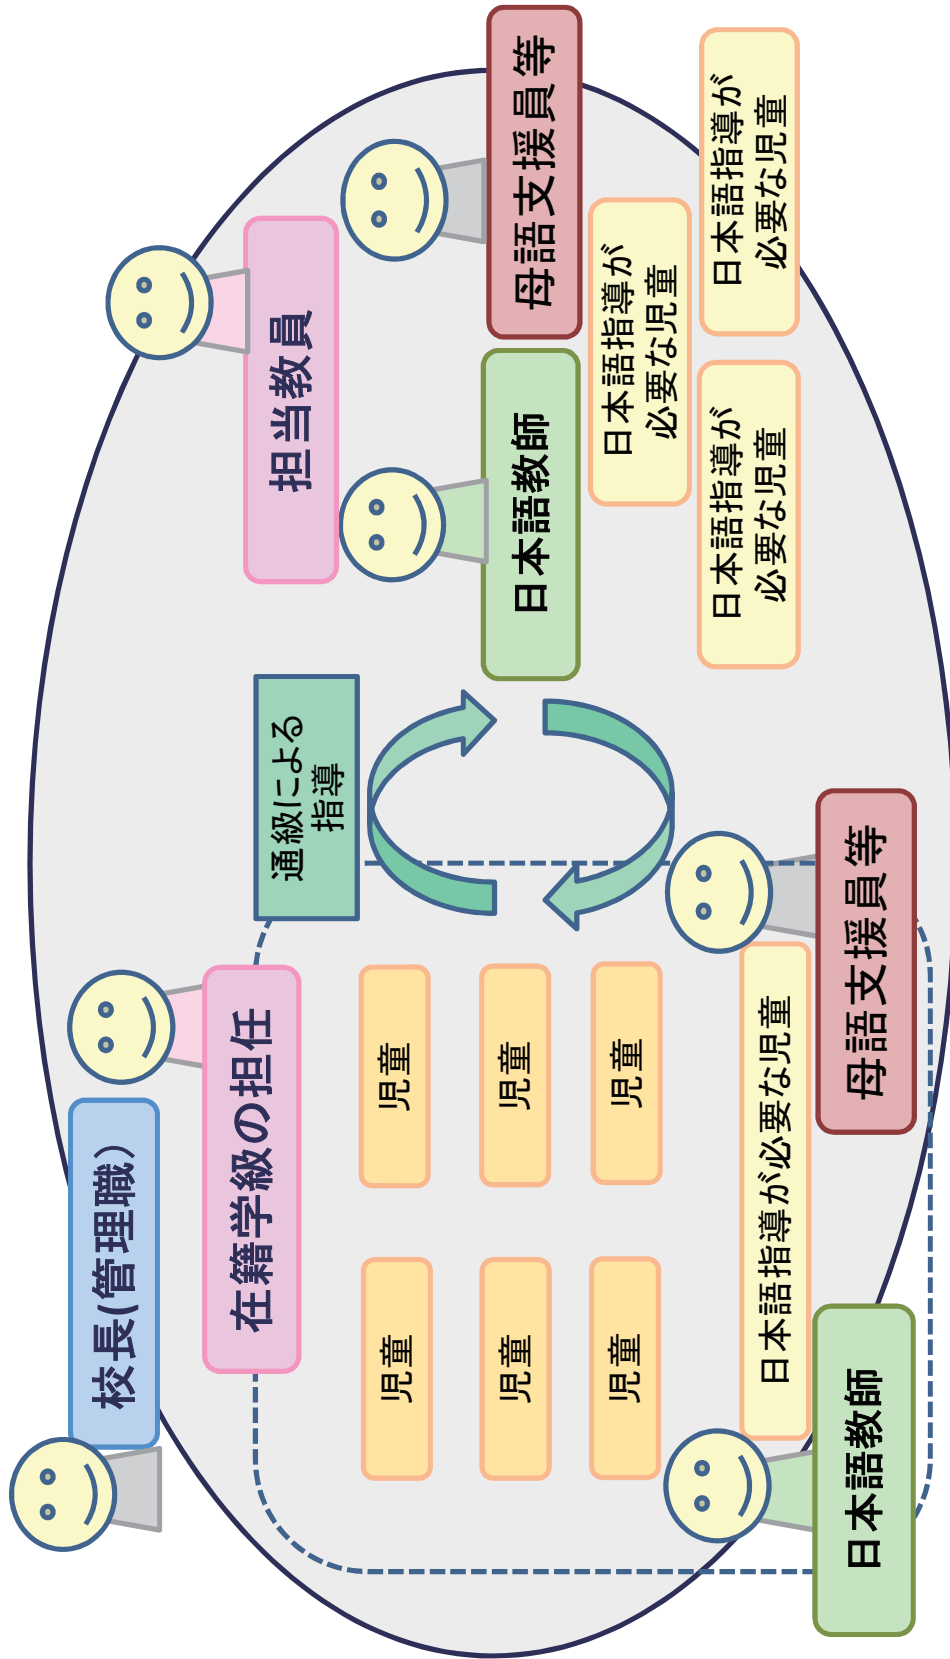 校長(管理職）
在籍学級の担任
通級による
指導
担当教員
児童
児童
児童
児童
児童
児童
日本語教師
母語支援員等
日本語指導が
必要な児童
日本語指導が
必要な児童
日本語指導が
必要な児童
日本語指導が必要な児童
日本語教師
母語支援員等